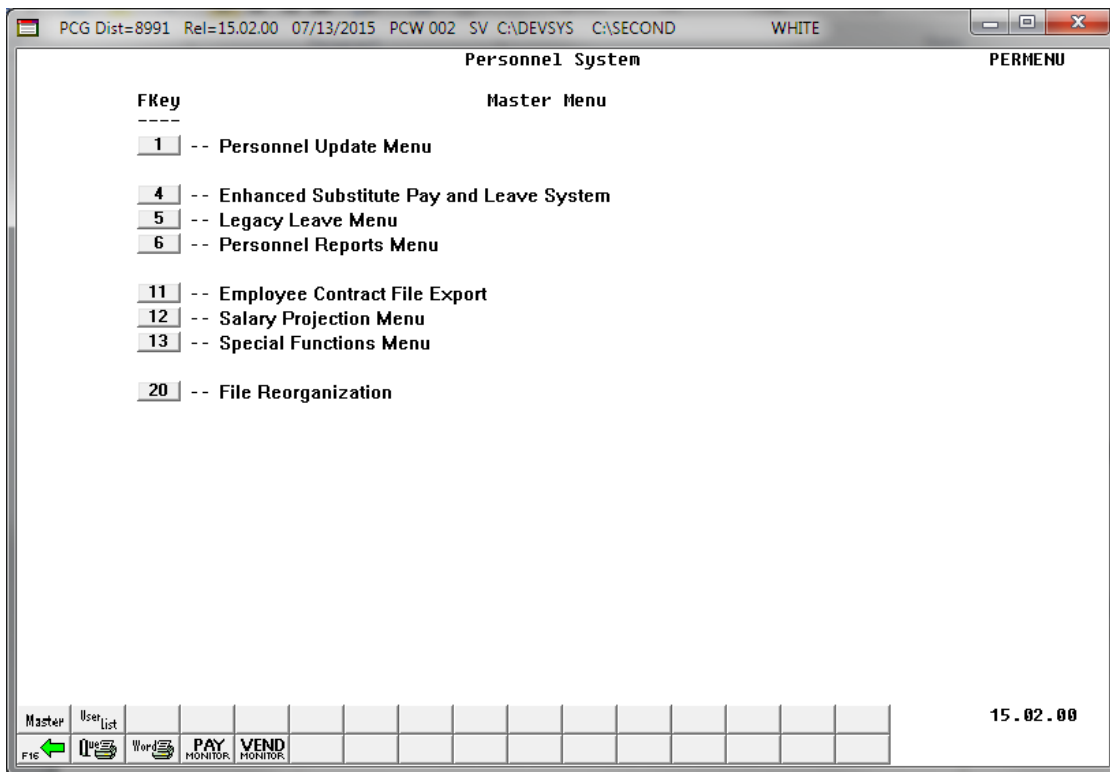 PCG Dist=8991 Rel=15.02.00 07/13/2015 PCW 002 SV C:\DEVSYS C:\SECOND WHITE
Personnel System PERMENU
FKey Master Menu
----
1 -- Personnel Update Menu
4 -- Enhanced Substitute Pay and Leave System
5 -- Legacy Leave Menu
6 -- Personnel Reports Menu
11 -- Employee Contract File Export
12 -- Salary Projection Menu
13 -- Special Functions Menu
20 -- File Reorganization
Master User List 15.02.00
F16 Que Word PAY MONITOR VEND MONITOR